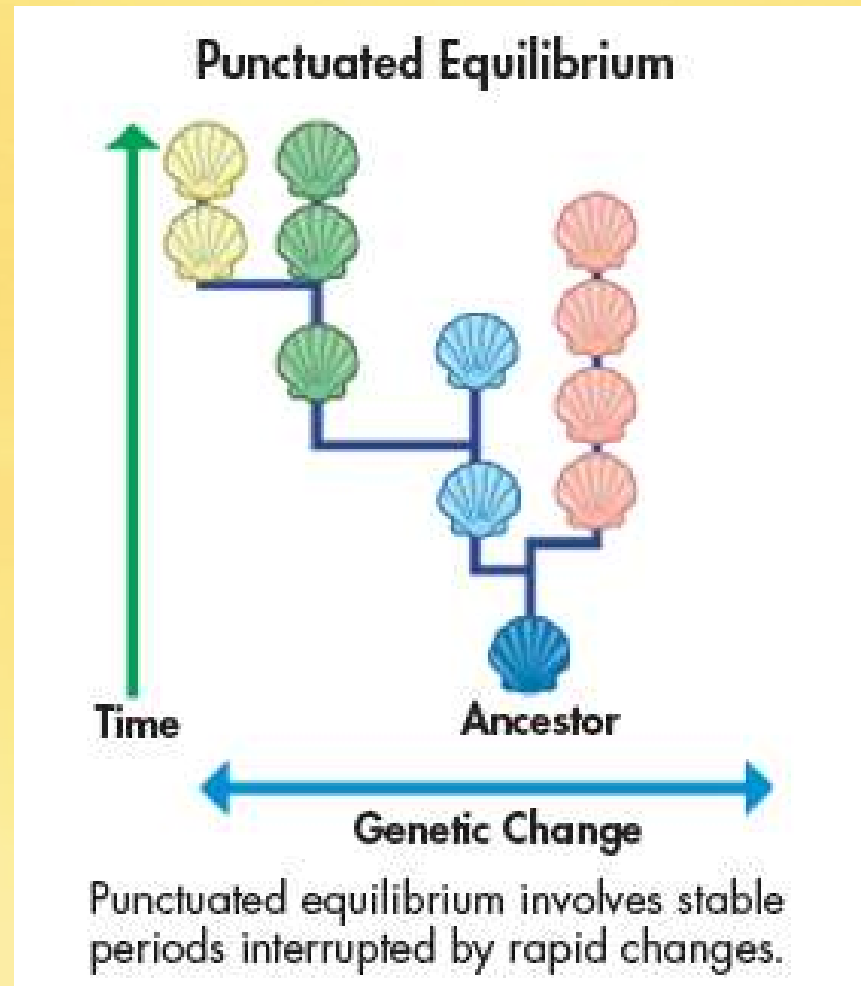 Punctuated Equilibrium
Time
Ancestor
Genetic Change
Punctuated equilibrium involves stable
periods interrupted by rapid changes.